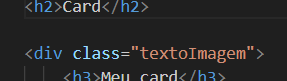 <h2>Card</h2>
<div class="textoImagem">
<h3>Meu card</h3>